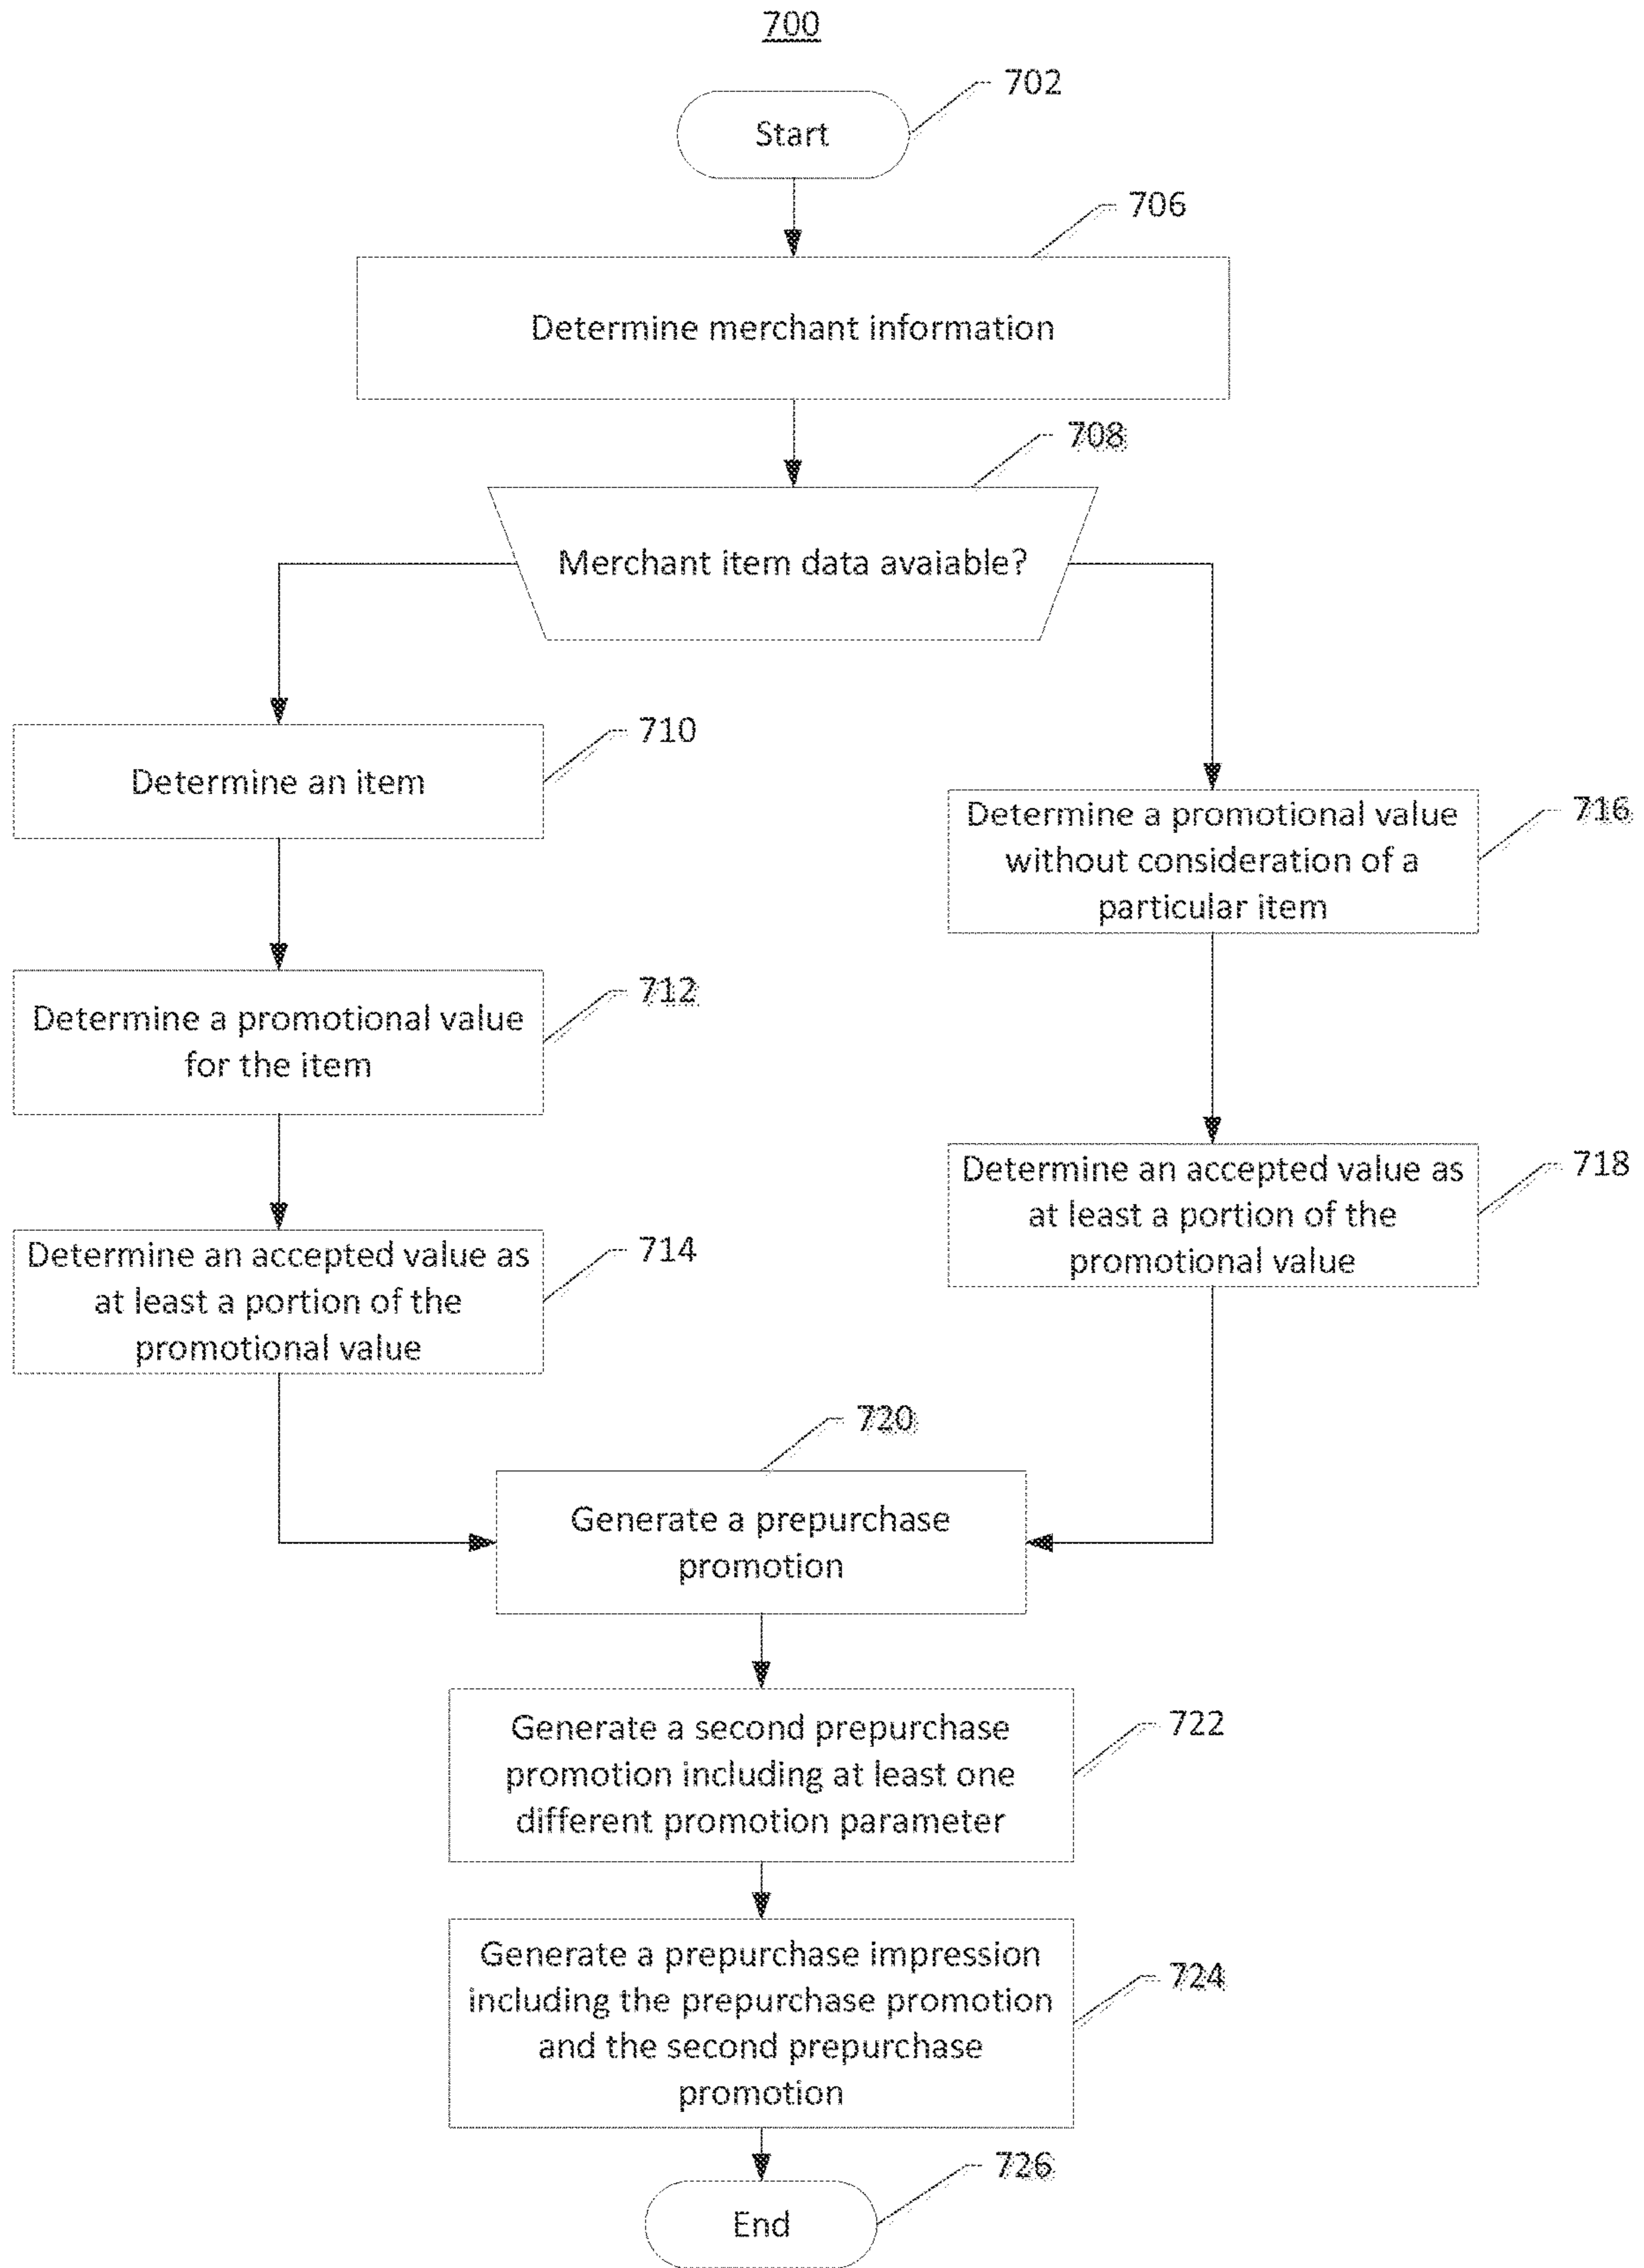 700
702
Start
706
Determine merchant information
708
Merchant item data avaiable?
710
Determine an item
716
Determine a promotional value
without consideration of a
particular item
712
Determine a promotional value
for the item
718
Determine an accepted value as
at least a portion of the
promotional value
714
Determine an accepted value as
at least a portion of the
promotional value
720
Generate a prepurchase
promotion
722
Generate a second prepurchase
promotion including at least one
different promotion parameter
724
Generate a prepurchase impression
including the prepurchase promotion
and the second prepurchase
promotion
726
End